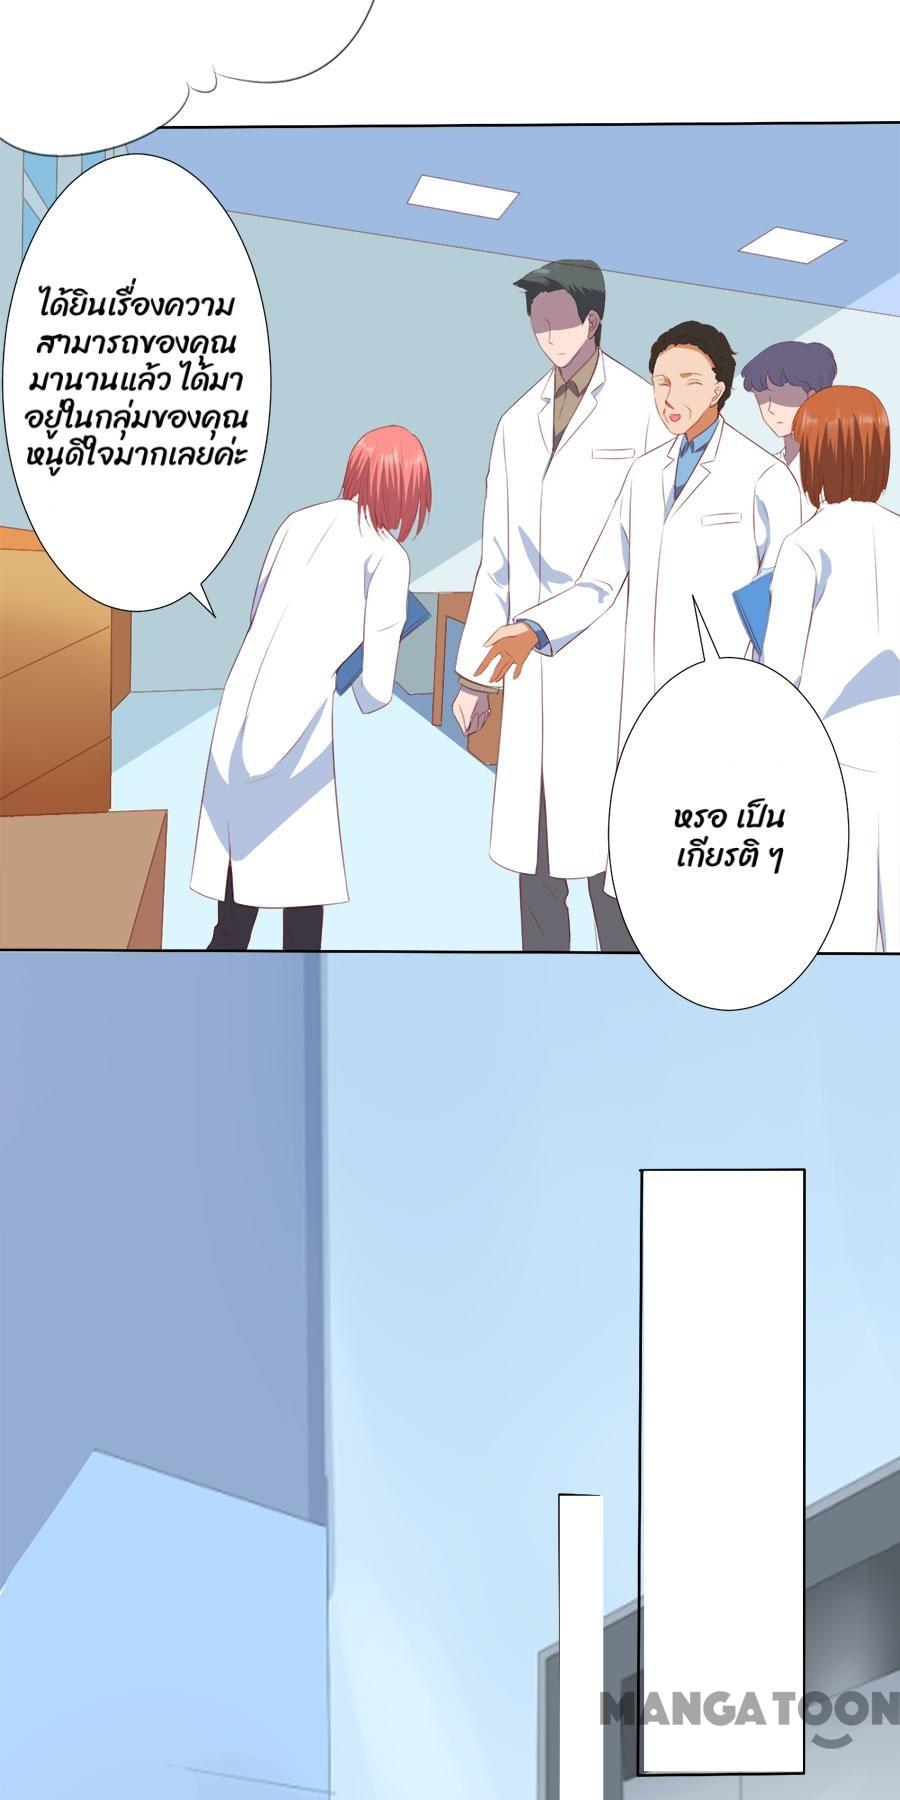 ได้ยินเรื่องความ
สามารถของคุณ
มานานแล้ว ได้มา
อยู่ในกลุ่มของคุณ
หนูดีใจมากเลยค่ะ
หรอ เป็น
เกียรติ ๆ
MANGATOON